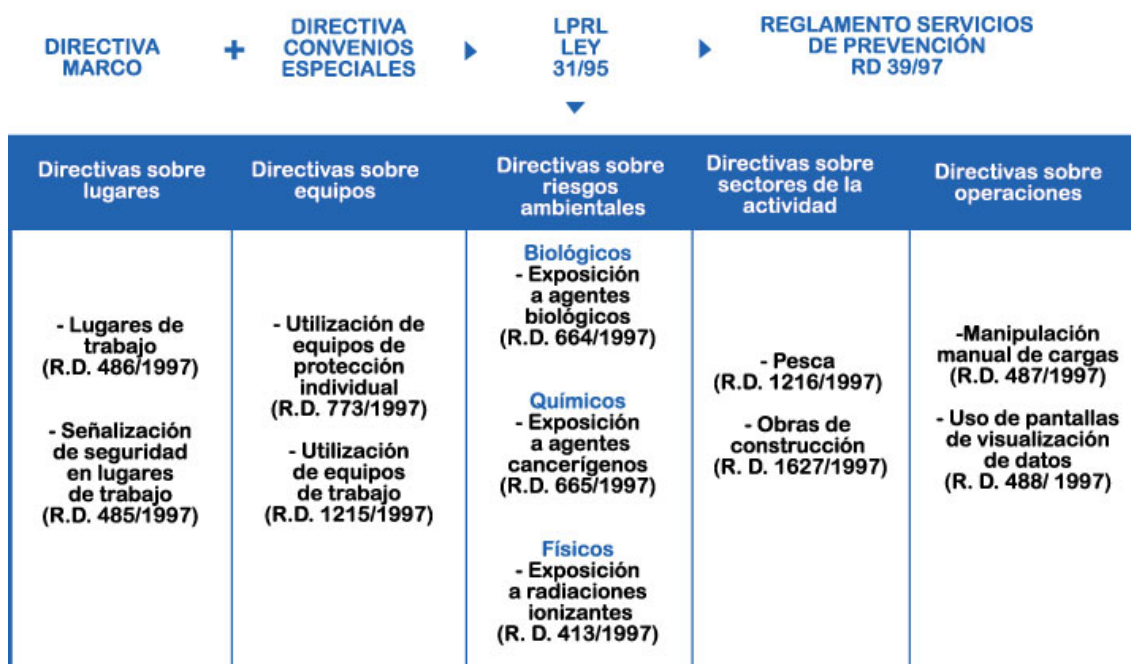 DIRECTIVA
MARCO
+
DIRECTIVA
CONVENIOS
ESPECIALES
LPRL
LEY
31/95
REGLAMENTO SERVICIOS
DE PREVENCIÓN
RD 39/97
Directivas sobre
lugares
Directivas sobre
equipos
Directivas sobre
riesgos
ambientales
Directivas sobre
sectores de la
actividad
Directivas sobre
operaciones
- Lugares de
trabajo
(R.D. 486/1997)
- Señalización
de seguridad
en lugares
de trabajo
(R.D. 485/1997)
- Utilización de
equipos de
protección
individual
(R.D. 773/1997)
- Utilización
de equipos
de trabajo
(R.D. 1215/1997)
Biológicos
- Exposición
a agentes
biológicos
(R.D. 664/1997)
Químicos
- Exposición
a agentes
cancerígenos
(R.D. 665/1997)
Físicos
- Exposición
a radiaciones
ionizantes
(R. D. 413/1997)
- Pesca
(R.D. 1216/1997)
- Obras de
construcción
(R. D. 1627/1997)
-Manipulación
manual de cargas
(R.D. 487/1997)
- Uso de pantallas
de visualización
de datos
(R. D. 488/ 1997)